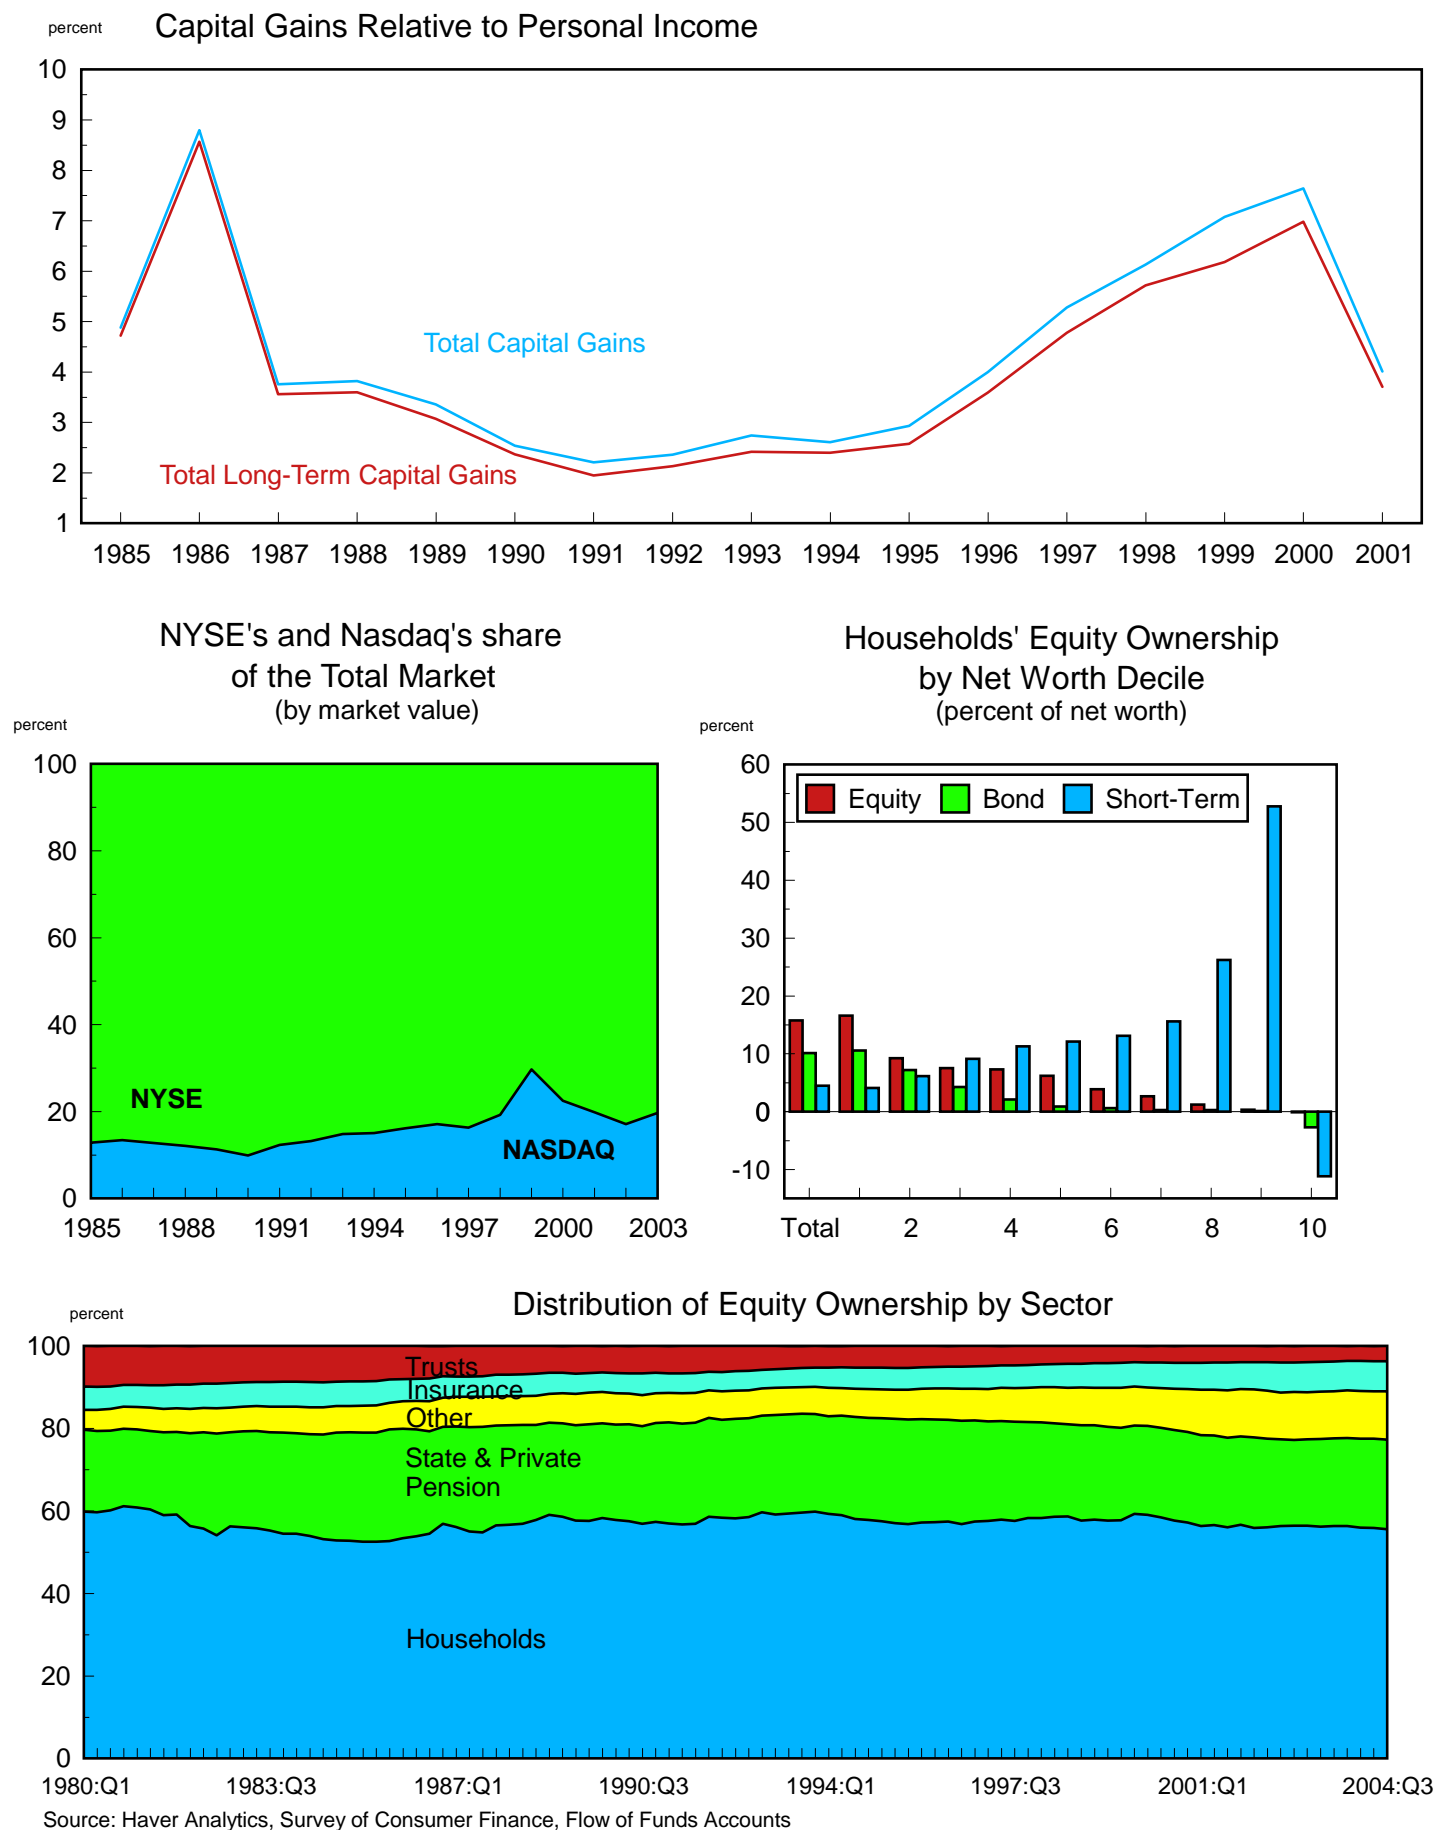 percent
Capital Gains Relative to Personal Income
10
9
8
7
6
5
4
3
2
1
Total Capital Gains
Total Long-Term Capital Gains
1985 1986 1987 1988 1989 1990 1991 1992 1993 1994 1995 1996 1997 1998 1999 2000 2001
NYSE's and Nasdaq's share
of the Total Market
(by market value)
percent
100
80
60
40
20
0
NYSE
NASDAQ
1985 1988 1991 1994 1997 2000 2003
Households' Equity Ownership
by Net Worth Decile
(percent of net worth)
percent
60
50
40
30
20
10
0
-10
Equity Bond Short-Term
Total 2 4 6 8 10
Distribution of Equity Ownership by Sector
percent
100
80
60
40
20
0
Trusts
Insurance
Other
State & Private
Pension
Households
1980:Q1 1983:Q3 1987:Q1 1990:Q3 1994:Q1 1997:Q3 2001:Q1 2004:Q3
Source: Haver Analytics, Survey of Consumer Finance, Flow of Funds Accounts